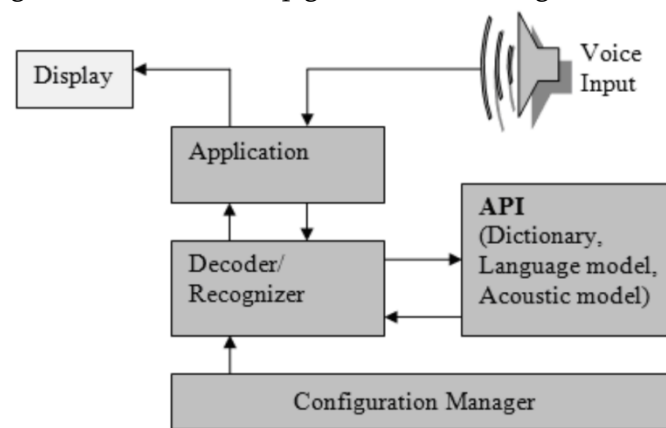 Display
Voice
Input
Application
API
(Dictionary,
Language model,
Acoustic model)
Decoder/
Recognizer
Configuration Manager